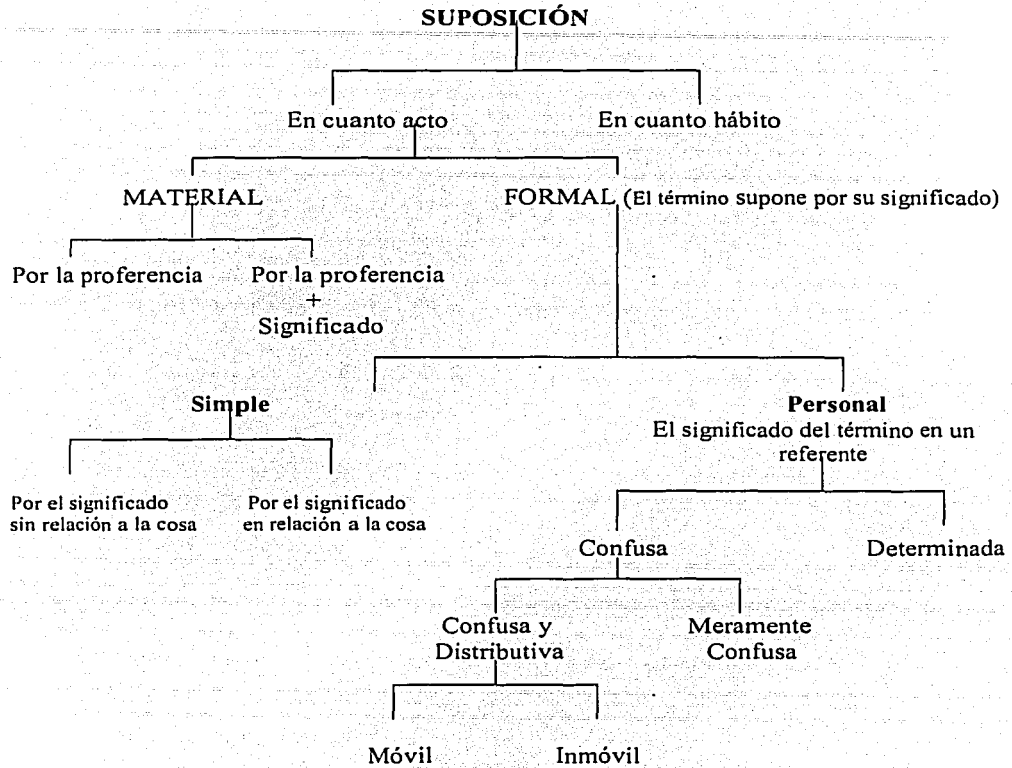 SUPOSICIÓN
En cuanto acto
En cuanto hábito
MATERIAL
FORMAL (El término supone por su significado)
Por la proferencia
Por la proferencia
+
Significado
Simple
Personal
El significado del término en un
referente
Por el significado
sin relación a la cosa
Por el significado
en relación a la cosa
Confusa
Determinada
Confusa y
Distributiva
Meramente
Confusa
Móvil
Inmóvil